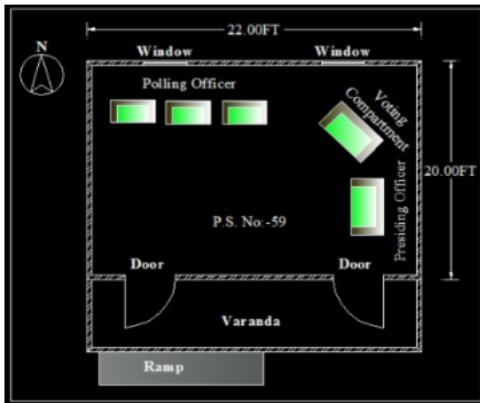 22.00FT
N
Window
Window
Polling Officer
Voting
Compartment
20.00FT
Presiding Officer
P.S. No:-59
Door
Door
Varanda
Ramp